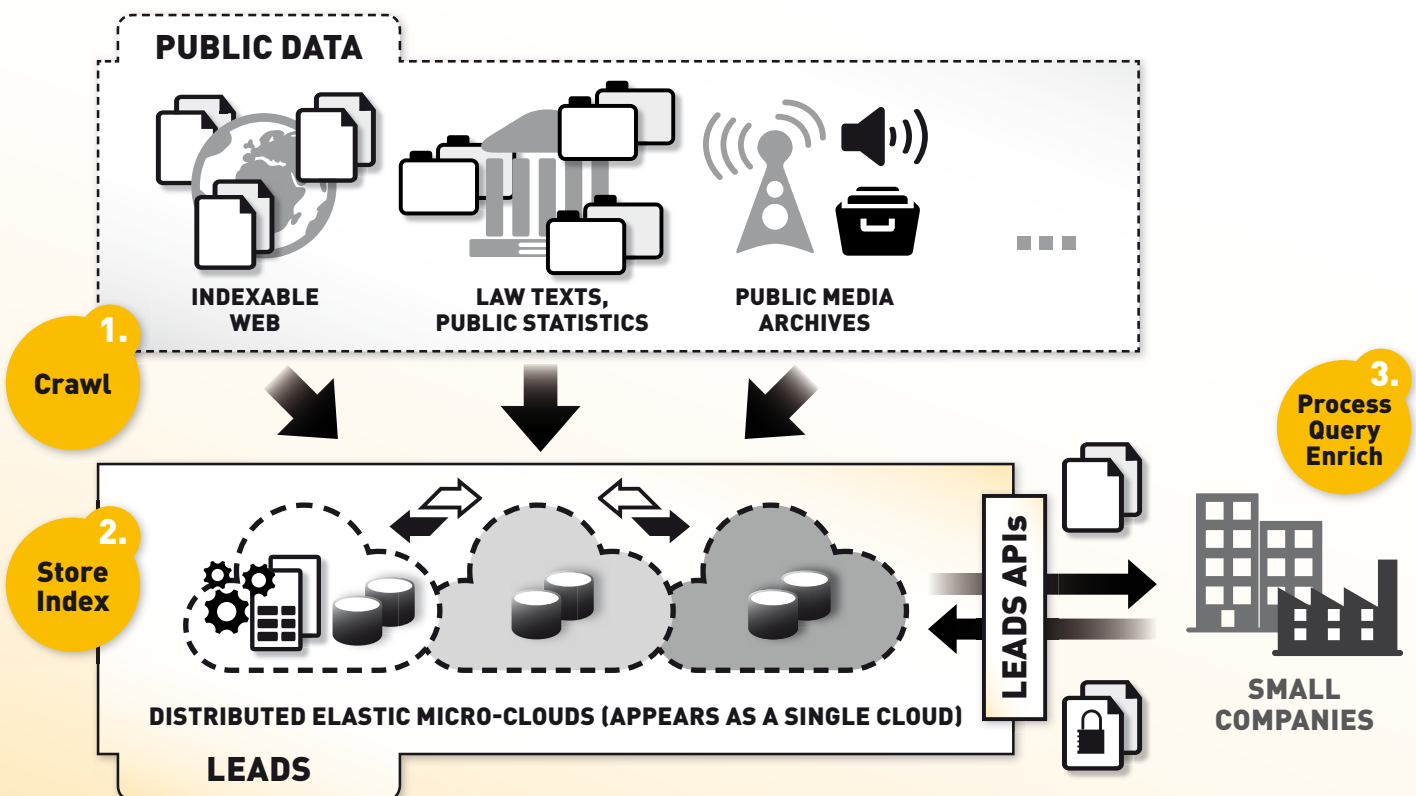 PUBLIC DATA
INDEXABLE
WEB
LAW TEXTS,
PUBLIC STATISTICS
PUBLIC MEDIA
ARCHIVES
1.
Crawl
3.
Process
Query
Enrich
2.
Store
Index
LEADS APIs
DISTRIBUTED ELASTIC MICRO-CLOUDS (APPEARS AS A SINGLE CLOUD)
SMALL
COMPANIES
LEADS